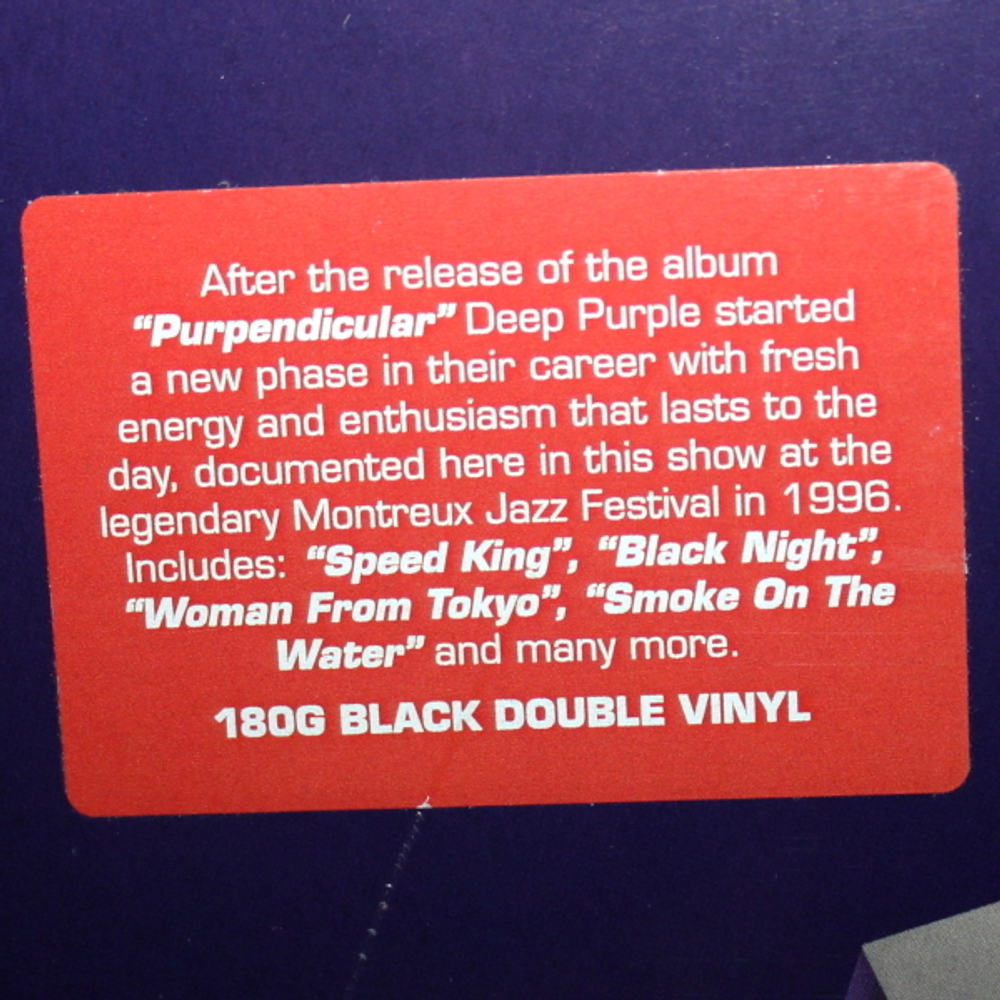 After the release of the album
“Purpendicular” Deep Purple started
a new phase in their career with fresh
energy and enthusiasm that lasts to the
day, documented here in this show at the
legendary Montreux Jazz Festival in 1996.
Includes: “Speed King”, “Black Night”,
“Woman From Tokyo”, “Smoke On The
Water” and many more.
180G BLACK DOUBLE VINYL